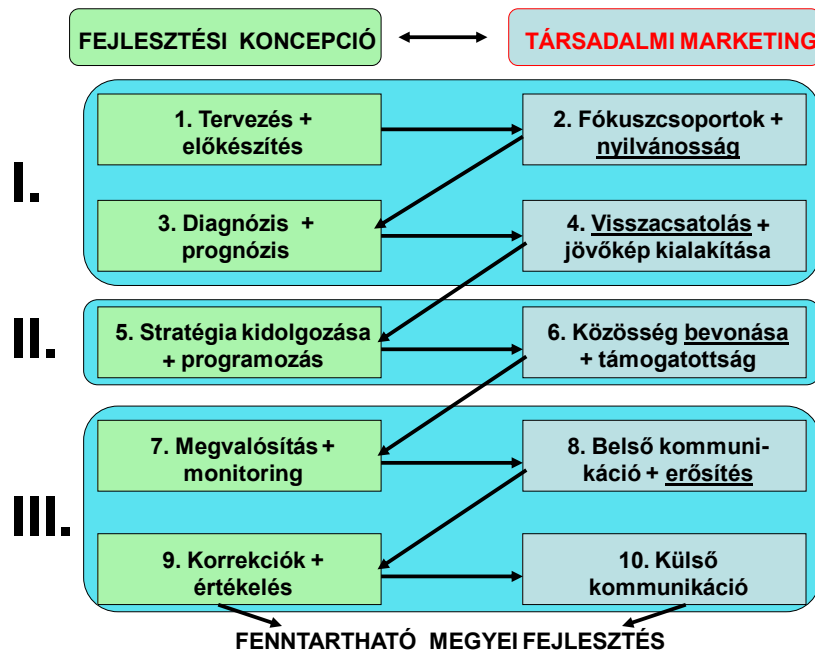 FEJLESZTÉSI KONCEPCIÓ
TÁRSADALMI MARKETING
I.
1. Tervezés +
előkészítés
2. Fókuszcsoportok +
nyilvánosság
3. Diagnózis +
prognózis
4. Visszacsatolás +
jövőkép kialakítása
II.
5. Stratégia kidolgozása
+ programozás
6. Közösség bevonása
+ támogatottság
III.
7. Megvalósítás +
monitoring
8. Belső kommuni-
káció + erősítés
9. Korrekciók +
értékelés
10. Külső
kommunikáció
FENNTARTHATÓ MEGYEI FEJLESZTÉS